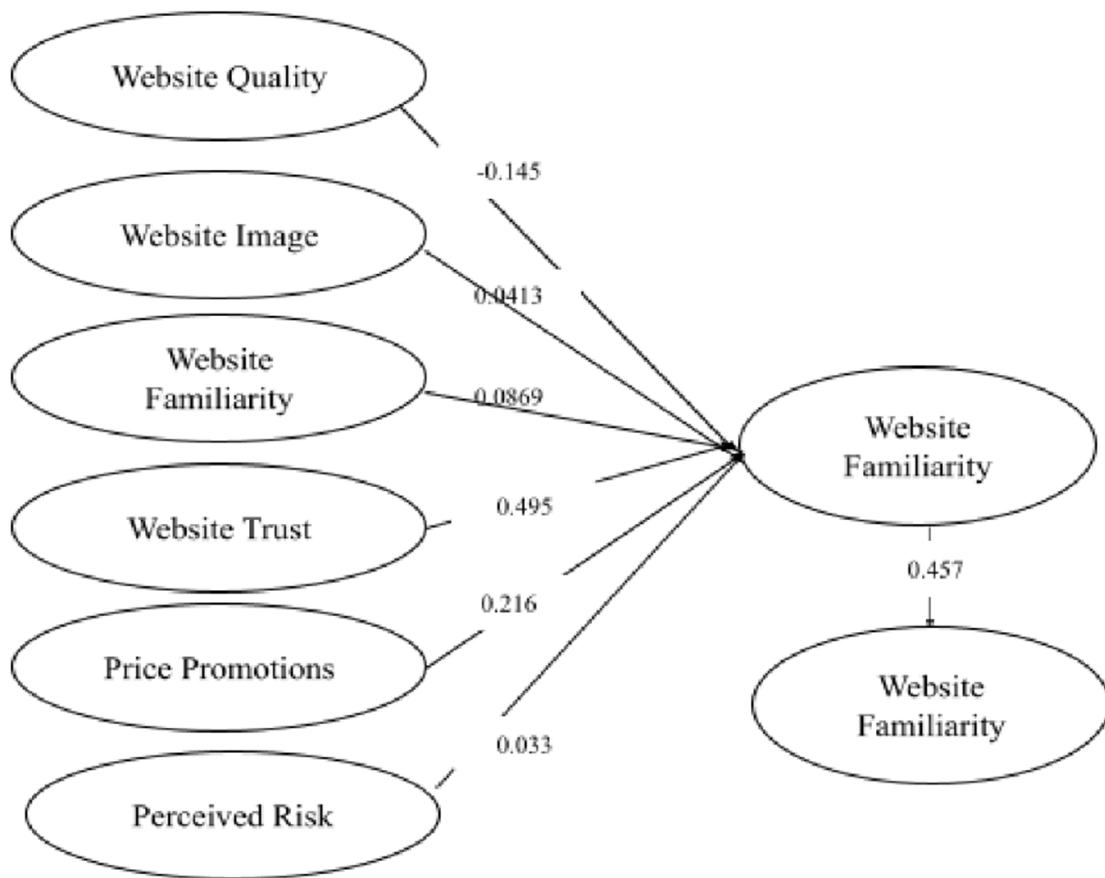 Website Quality
-0.145
Website Image
0.0413
Website
Familiarity
0.0869
Website
Familiarity
Website Trust
0.495
0.457
Price Promotions
0.216
Website
Familiarity
Perceived Risk
0.033